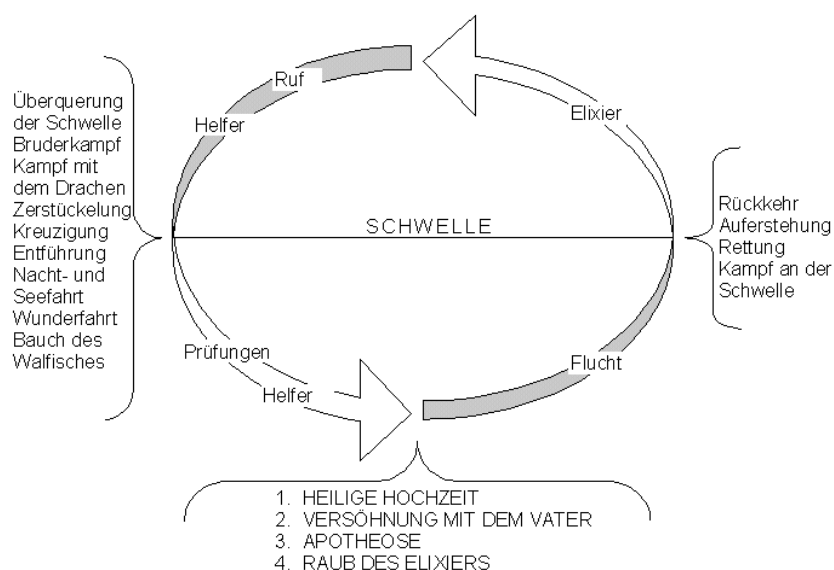 Ruf
Helfer
Elixier
Überquerung
der Schwelle
Bruderkampf
Kampf mit
dem Drachen
Zerstückelung
Kreuzigung
Entführung
Nacht- und
Seefahrt
Wunderfahrt
Bauch des
Walfisches
SCHWELLE
Rückkehr
Auferstehung
Rettung
Kampf an der
Schwelle
Prüfungen
Helfer
Flucht
1. HEILIGE HOCHZEIT
2. VERSÖHNUNG MIT DEM VATER
3. APOTHEOSE
4. RAUB DES ELIXIERS